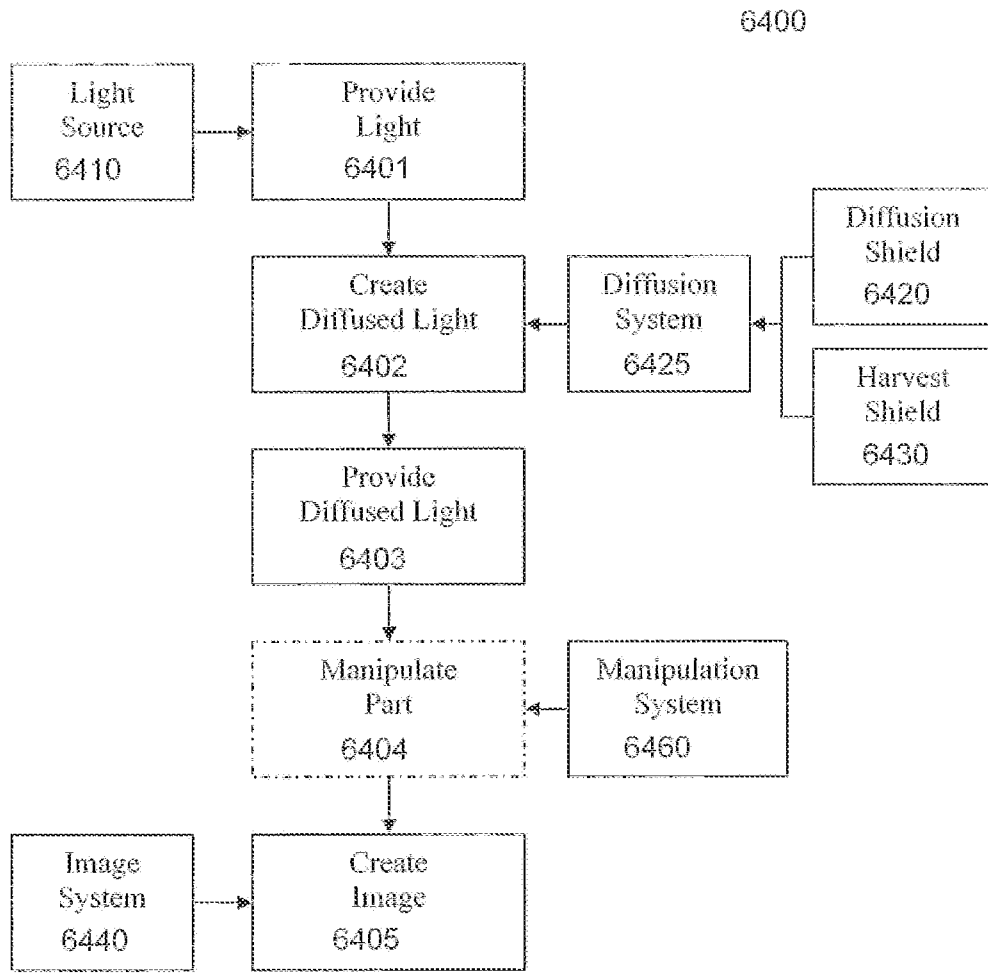 6400
Light
Source
6410
Provide
Light
6401
Create
Diffused Light
6402
Diffusion
System
6425
Diffusion
Shield
6420
Harvest
Shield
6430
Provide
Diffused Light
6403
Manipulate
Part
6404
Manipulation
System
6460
Image
System
6440
Create
Image
6405